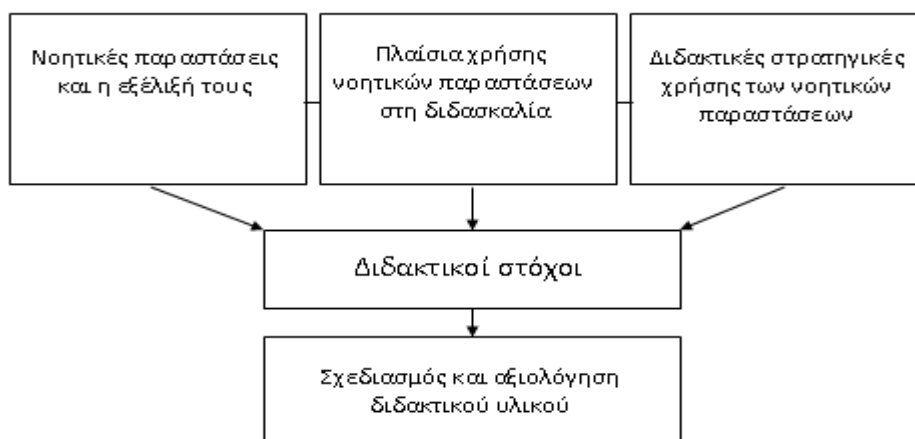 Νοητικές παραστάσεις
και η εξέλιξή τους
Πλαίσια χρήσης
νοητικών παραστάσεων
στη διδασκαλία
Διδακτικές στρατηγικές
χρήσης των νοητικών
παραστάσεων
Διδακτικοί στόχοι
Σχεδιασμός και αξιολόγηση
διδακτικού υλικού